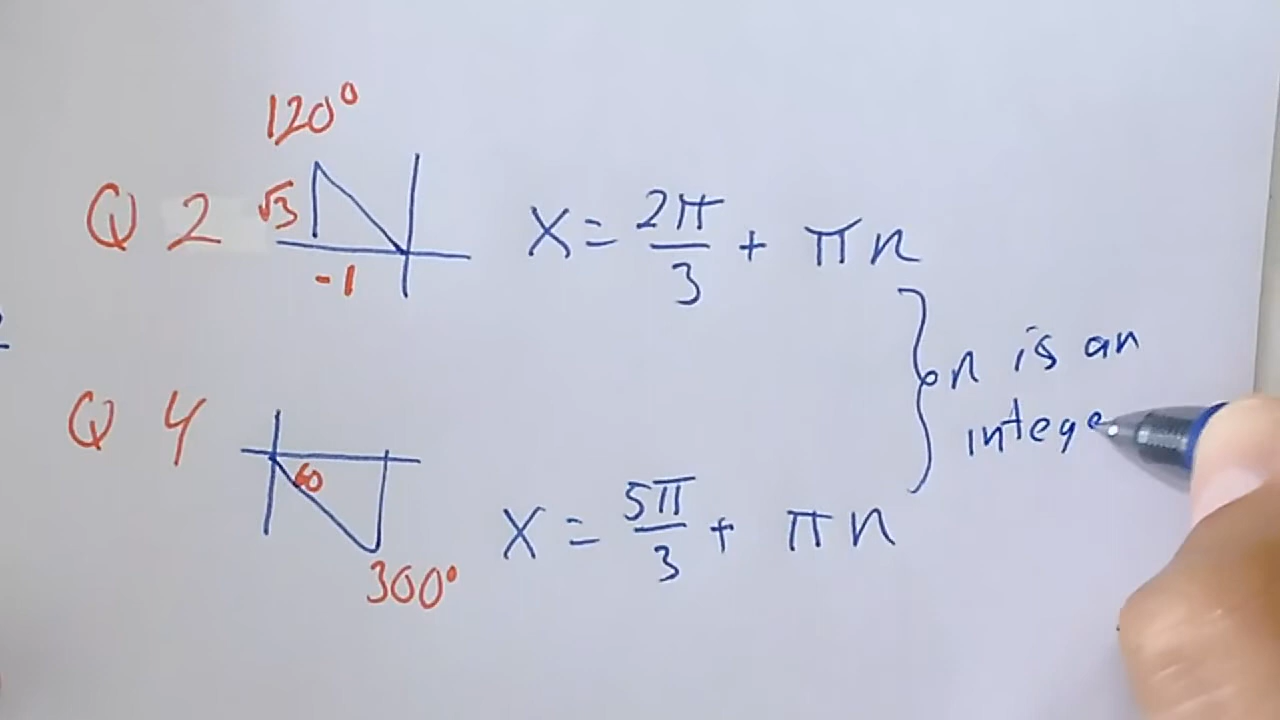 120°
Q 2 √3 x = 2π/3 + πn
-1
n is an
intege
Q 4 60 x = 5π/3 + πn
300°